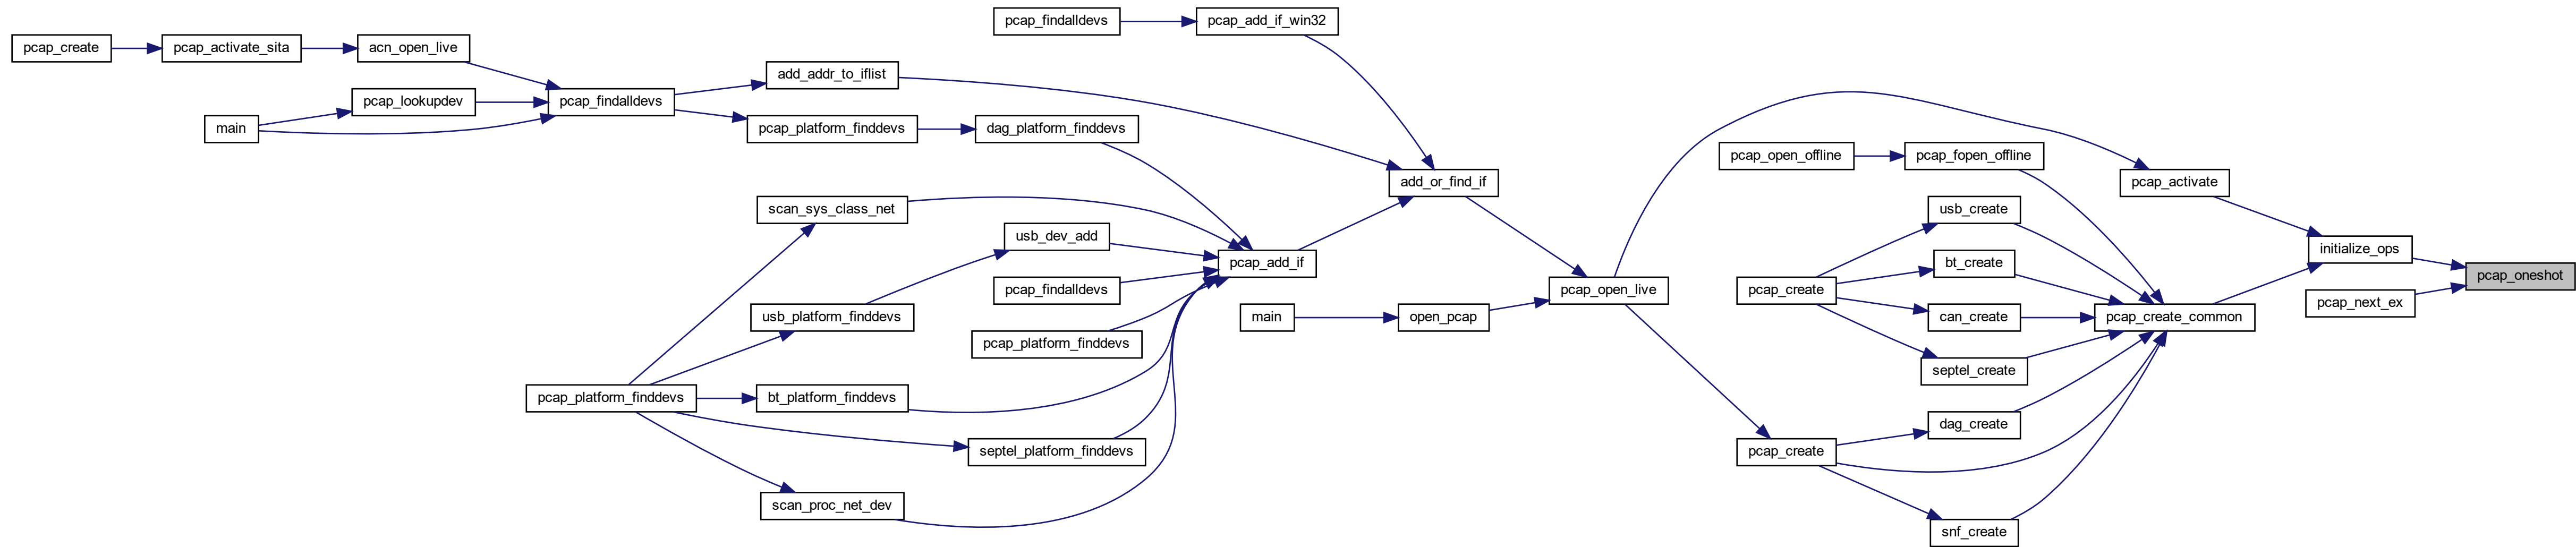 pcap_findalldevs
pcap_add_if_win32
pcap_create
pcap_activate_sita
acn_open_live
add_addr_to_iflist
pcap_lookupdev
pcap_findalldevs
main
pcap_platform_finddevs
dag_platform_finddevs
pcap_open_offline
pcap_fopen_offline
add_or_find_if
pcap_activate
scan_sys_class_net
usb_create
usb_dev_add
initialize_ops
pcap_add_if
bt_create
pcap_oneshot
pcap_findalldevs
pcap_open_live
pcap_create
pcap_next_ex
usb_platform_finddevs
main
open_pcap
can_create
pcap_create_common
pcap_platform_finddevs
septel_create
pcap_platform_finddevs
bt_platform_finddevs
dag_create
septel_platform_finddevs
pcap_create
scan_proc_net_dev
snf_create